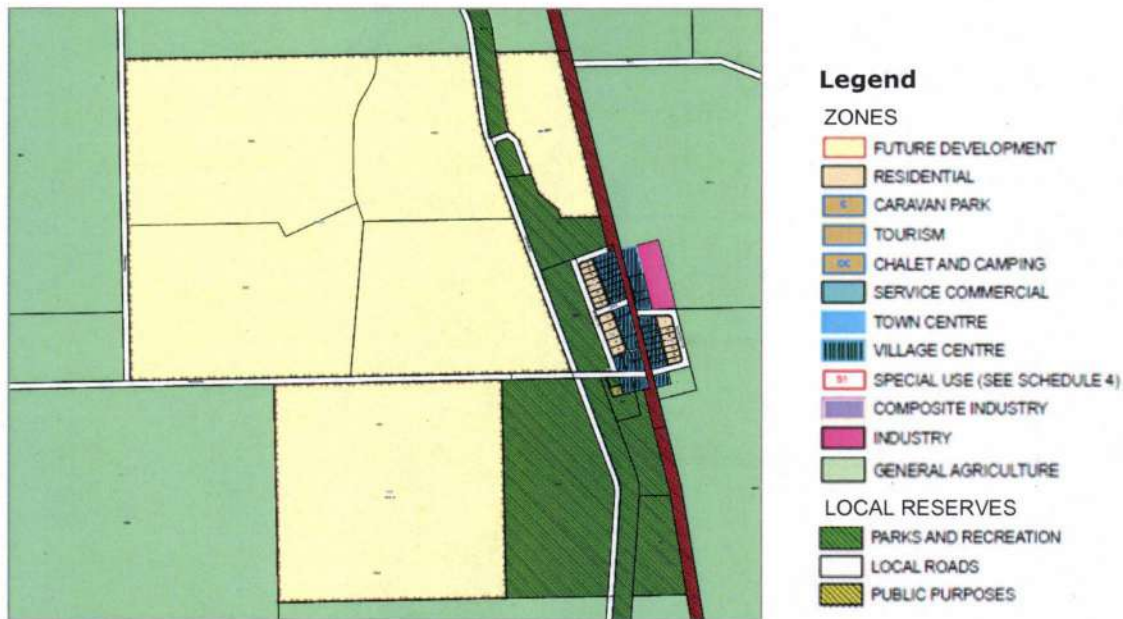 Legend
ZONES
FUTURE DEVELOPMENT
RESIDENTIAL
C
CARAVAN PARK
TOURISM
CC
CHALET AND CAMPING
SERVICE COMMERCIAL
TOWN CENTRE
VILLAGE CENTRE
SPECIAL USE (SEE SCHEDULE 4)
COMPOSITE INDUSTRY
INDUSTRY
GENERAL AGRICULTURE
LOCAL RESERVES
PARKS AND RECREATION
LOCAL ROADS
PUBLIC PURPOSES